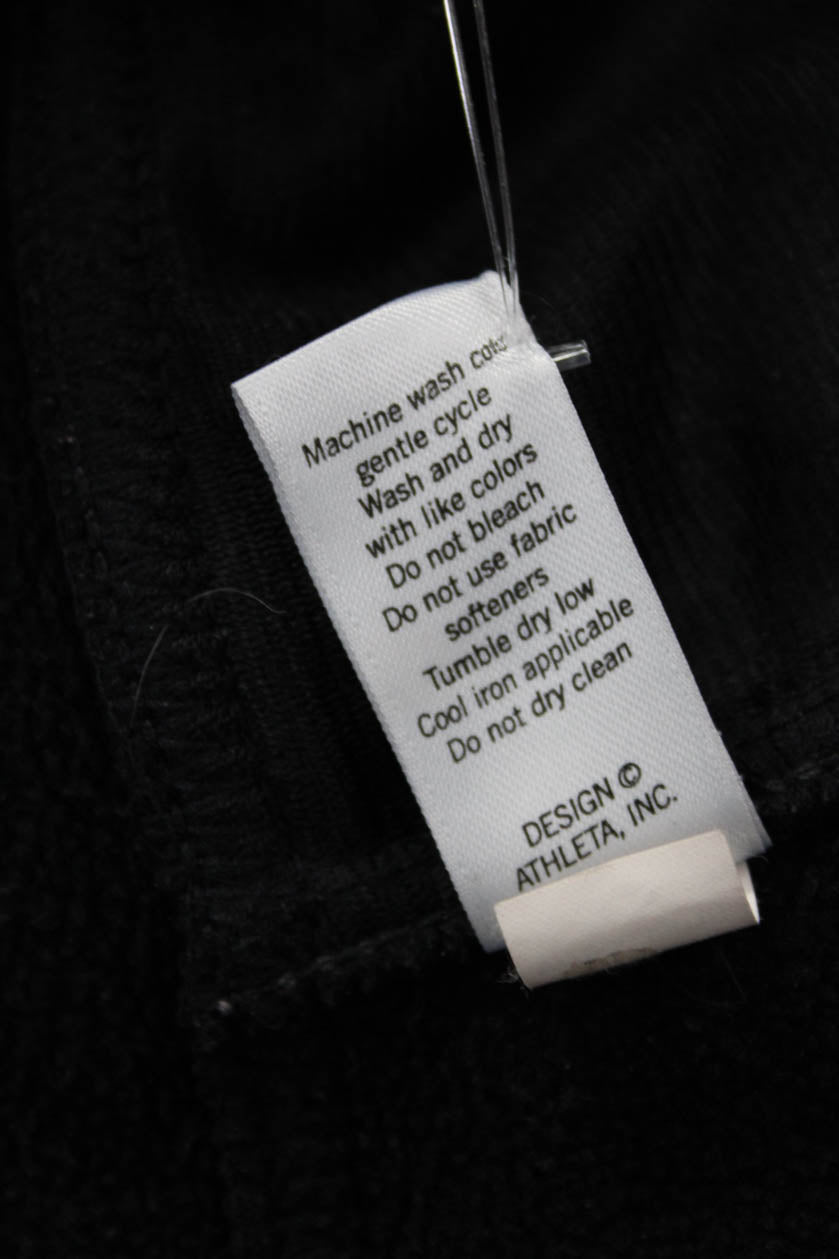 Machine wash cold
gentle cycle
Wash and dry
with like colors
Do not bleach
Do not use fabric
softeners
Tumble dry low
Cool iron applicable
Do not dry clean
DESIGN ©
ATHLETA, INC.